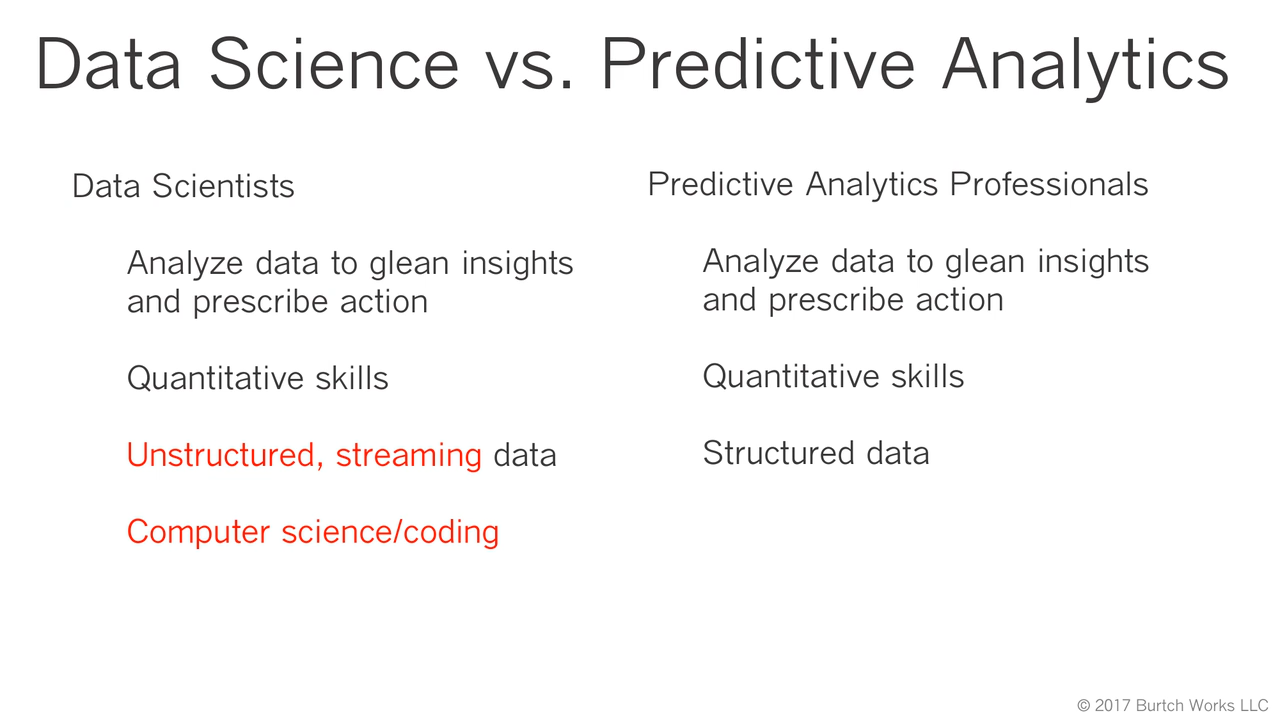 Data Science vs. Predictive Analytics
Data Scientists
Analyze data to glean insights
and prescribe action
Quantitative skills
Unstructured, streaming data
Computer science/coding
Predictive Analytics Professionals
Analyze data to glean insights
and prescribe action
Quantitative skills
Structured data
© 2017 Burtch Works LLC